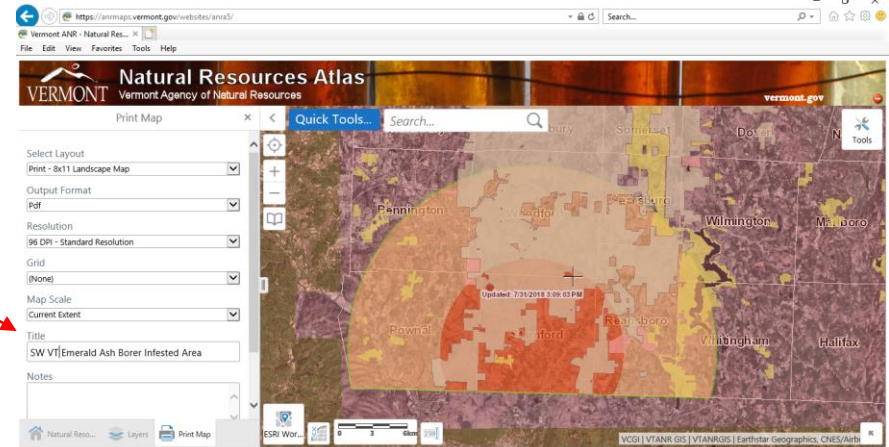 https://anrmaps.vermont.gov/websites/anra5/
Search...
Vermont ANR - Natural Res...
File Edit View Favorites Tools Help
VERMONT
Natural Resources Atlas
Vermont Agency of Natural Resources
vermont.gov
Print Map
Quick Tools...
Search...
Tools
Select Layout
Print - 8x11 Landscape Map
Output Format
Pdf
Resolution
96 DPI - Standard Resolution
Grid
(None)
Map Scale
Current Extent
Title
SW VT Emerald Ash Borer Infested Area
Notes
Natural Reso...
Layers
Print Map
Somerset
Dover
Bennington
Woodford
Searsburg
Wilmington
Marlboro
Updated: 7/31/2018 3:09:03 PM
Pownal
Readsboro
Whitingham
Halifax
ESRI Wor...
0 3 6km
VCGI | VTANR GIS | VTANRGIS | Earthstar Geographics, CNES/Airbu